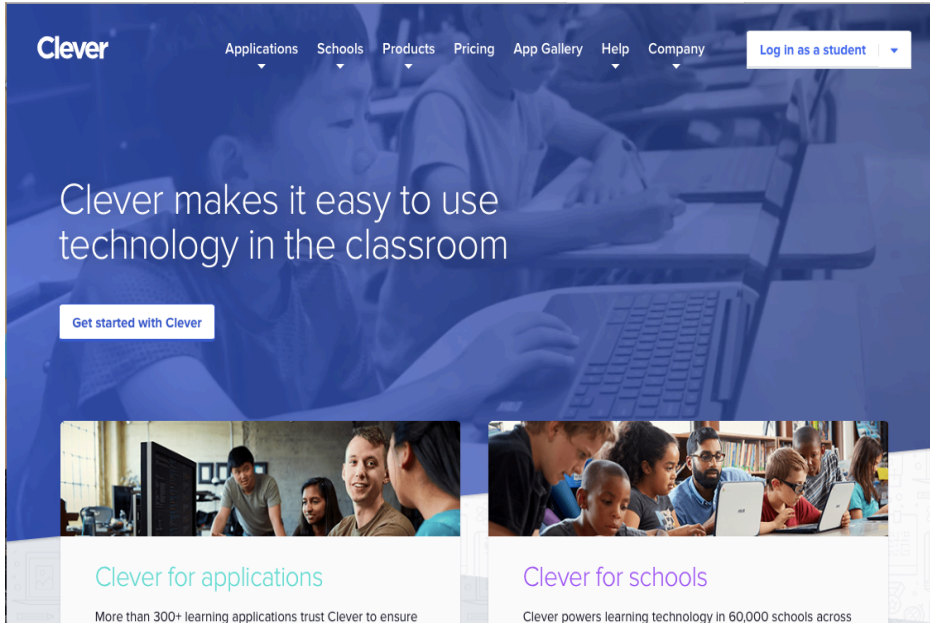 Clever
Applications Schools Products Pricing App Gallery Help Company
Log in as a student
Clever makes it easy to use
technology in the classroom
Get started with Clever
Clever for applications
More than 300+ learning applications trust Clever to ensure
Clever for schools
Clever powers learning technology in 60,000 schools across